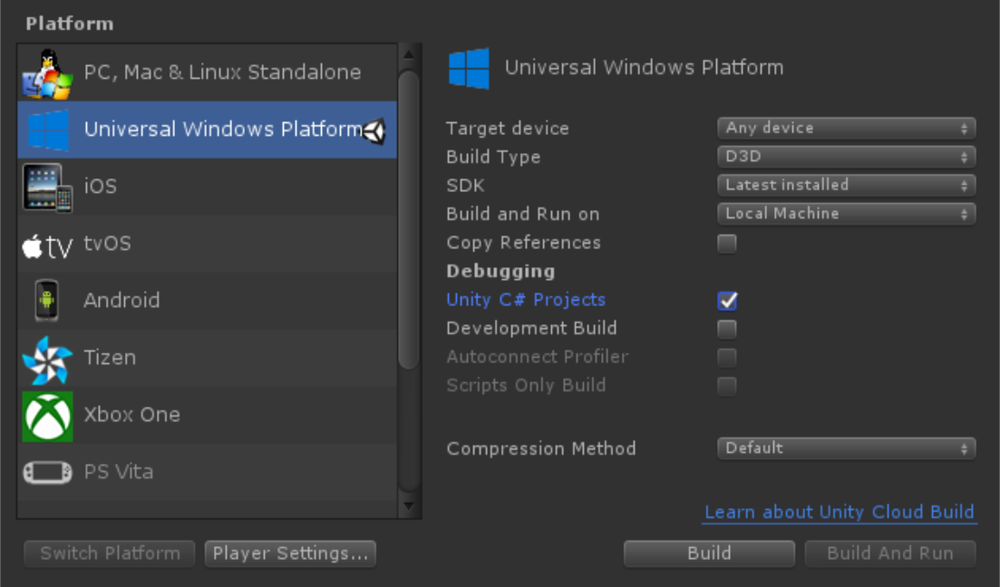 Platform
PC, Mac & Linux Standalone
Universal Windows Platform
iOS
tv tvOS
Android
Tizen
Xbox One
PS Vita
Switch Platform
Player Settings...
Universal Windows Platform
Target device Any device
Build Type D3D
SDK Latest installed
Build and Run on Local Machine
Copy References
Debugging
Unity C# Projects
Development Build
Autoconnect Profiler
Scripts Only Build
Compression Method Default
Learn about Unity Cloud Build
Build
Build And Run